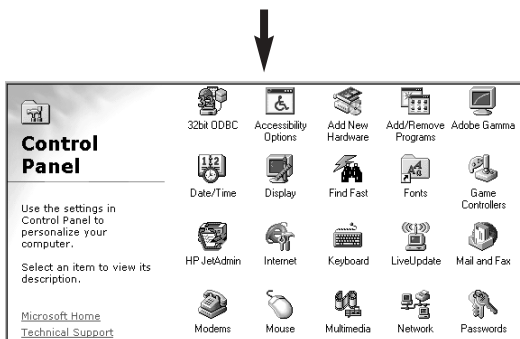 Control
Panel
Use the settings in
Control Panel to
personalize your
computer.
Select an item to view its
description.
Microsoft Home
Technical Support
32bit ODBC
Accessibility
Options
Add New
Hardware
Add/Remove
Programs
Adobe Gamma
Date/Time
Display
Find Fast
Fonts
Game
Controllers
HP JetAdmin
Internet
Keyboard
LiveUpdate
Mail and Fax
Modems
Mouse
Multimedia
Network
Passwords